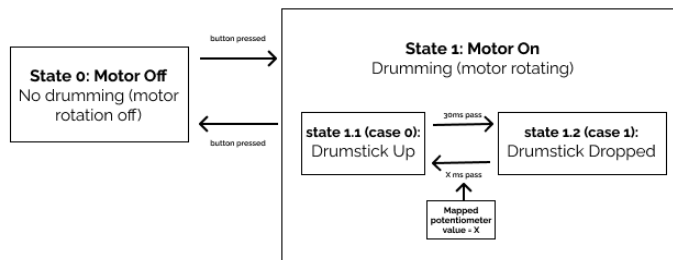 button pressed
State 0: Motor Off
No drumming (motor
rotation off)
button pressed
State 1: Motor On
Drumming (motor rotating)
state 1.1 (case 0):
Drumstick Up
30ms pass
state 1.2 (case 1):
Drumstick Dropped
X ms pass
Mapped
potentiometer
value = X